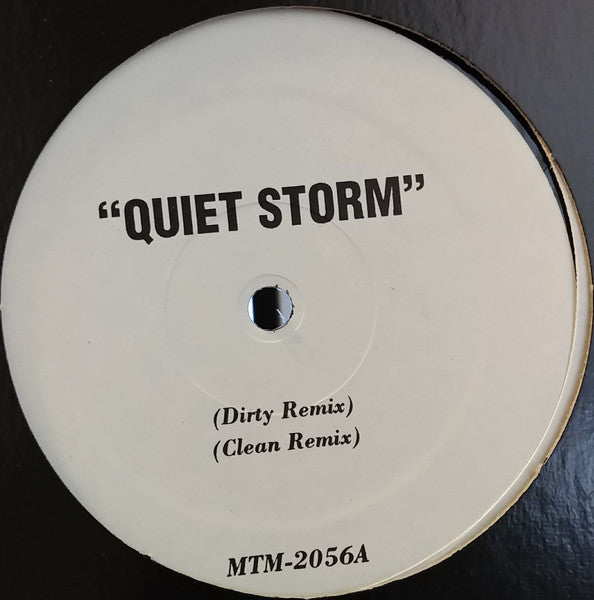 “QUIET STORM”
(Dirty Remix)
(Clean Remix)
MTM-2056A